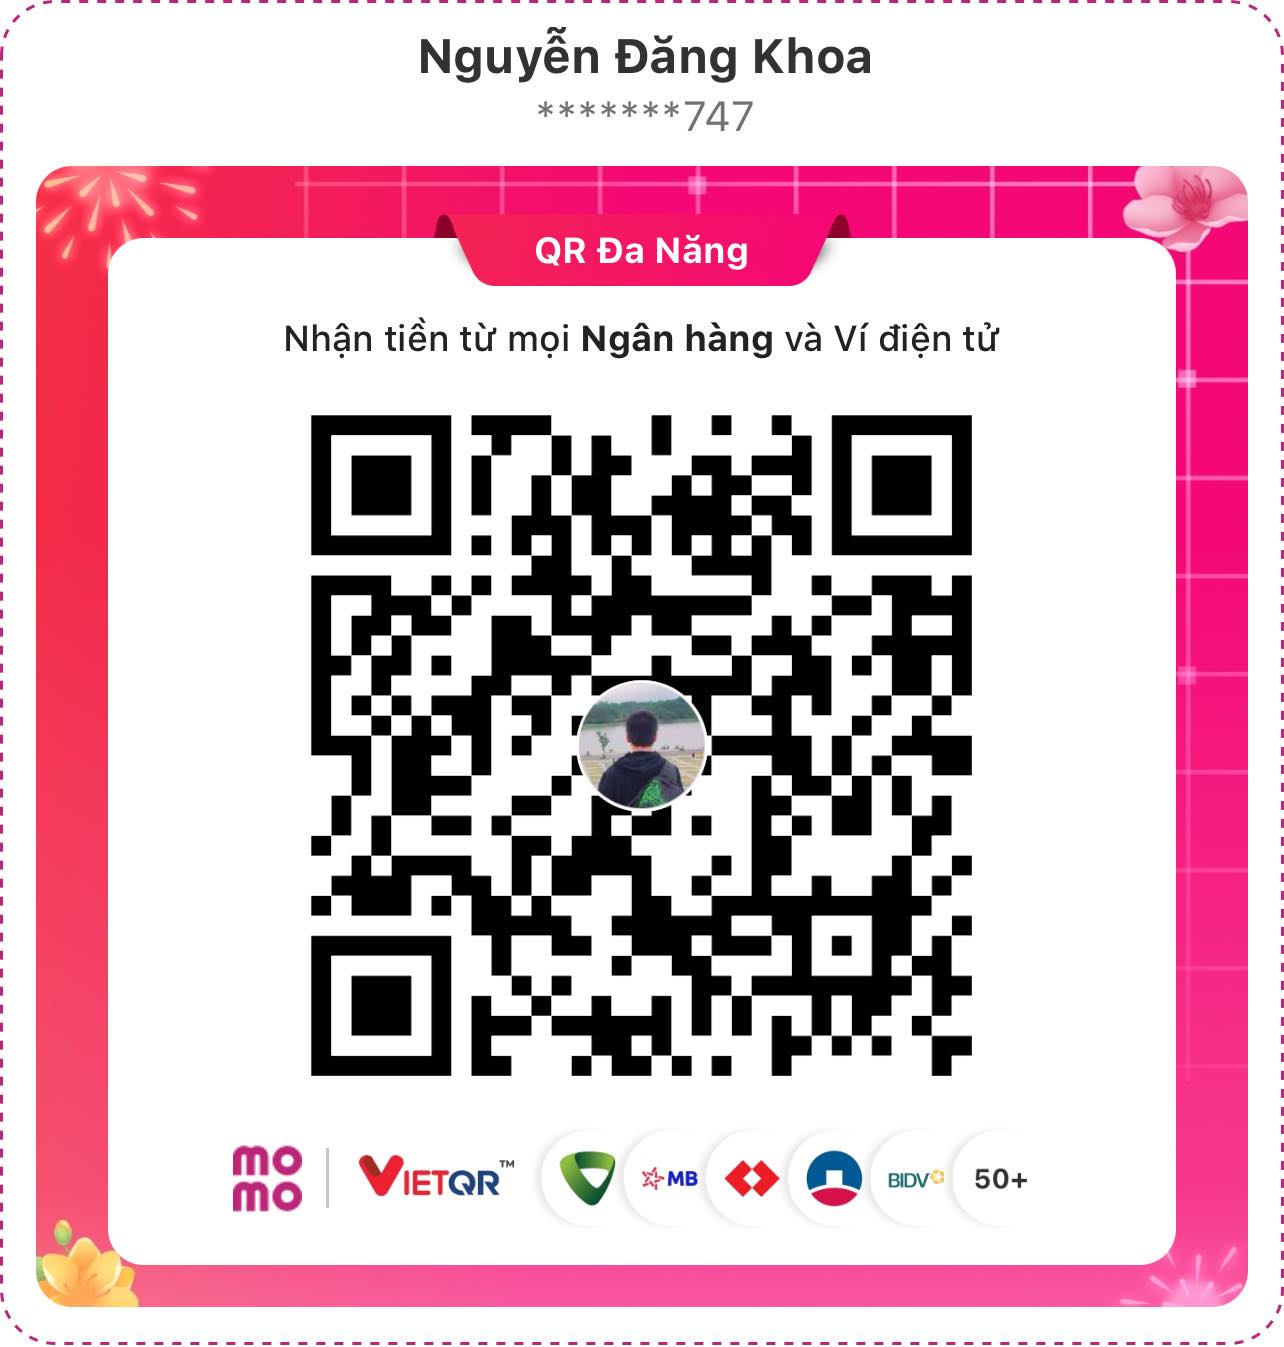 Nguyễn Đăng Khoa
*******747
QR Đa Năng
Nhận tiền từ mọi Ngân hàng và Ví điện tử
mo
mo
VIETQR™
MB
BIDV
50+